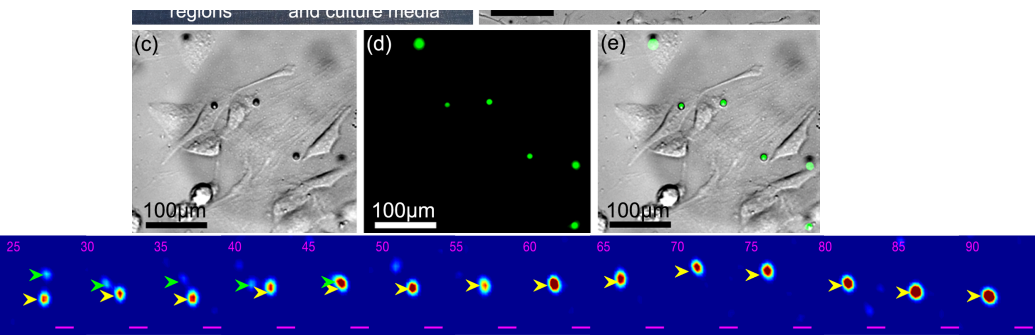 regions and culture media
(c) (d) (e)
100μm 100μm 100μm
25 30 35 40 45 50 55 60 65 70 75 80 85 90